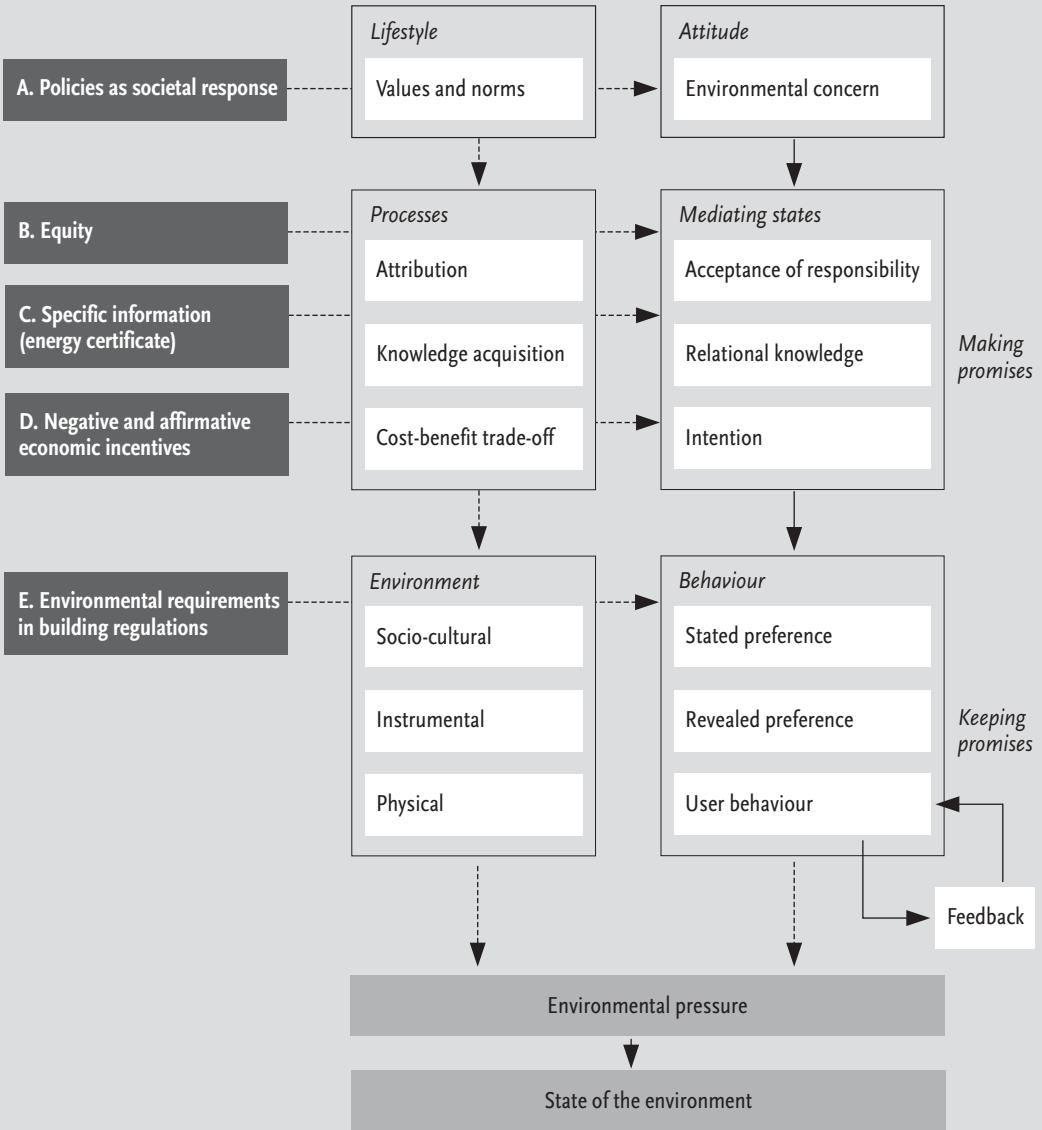 Lifestyle
Attitude
A. Policies as societal response
Values and norms
Environmental concern
Processes
Mediating states
B. Equity
Attribution
Acceptance of responsibility
C. Specific information
(energy certificate)
Knowledge acquisition
Relational knowledge
Making
promises
D. Negative and affirmative
economic incentives
Cost-benefit trade-off
Intention
Environment
Behaviour
E. Environmental requirements
in building regulations
Socio-cultural
Stated preference
Instrumental
Revealed preference
Keeping
promises
Physical
User behaviour
Feedback
Environmental pressure
State of the environment